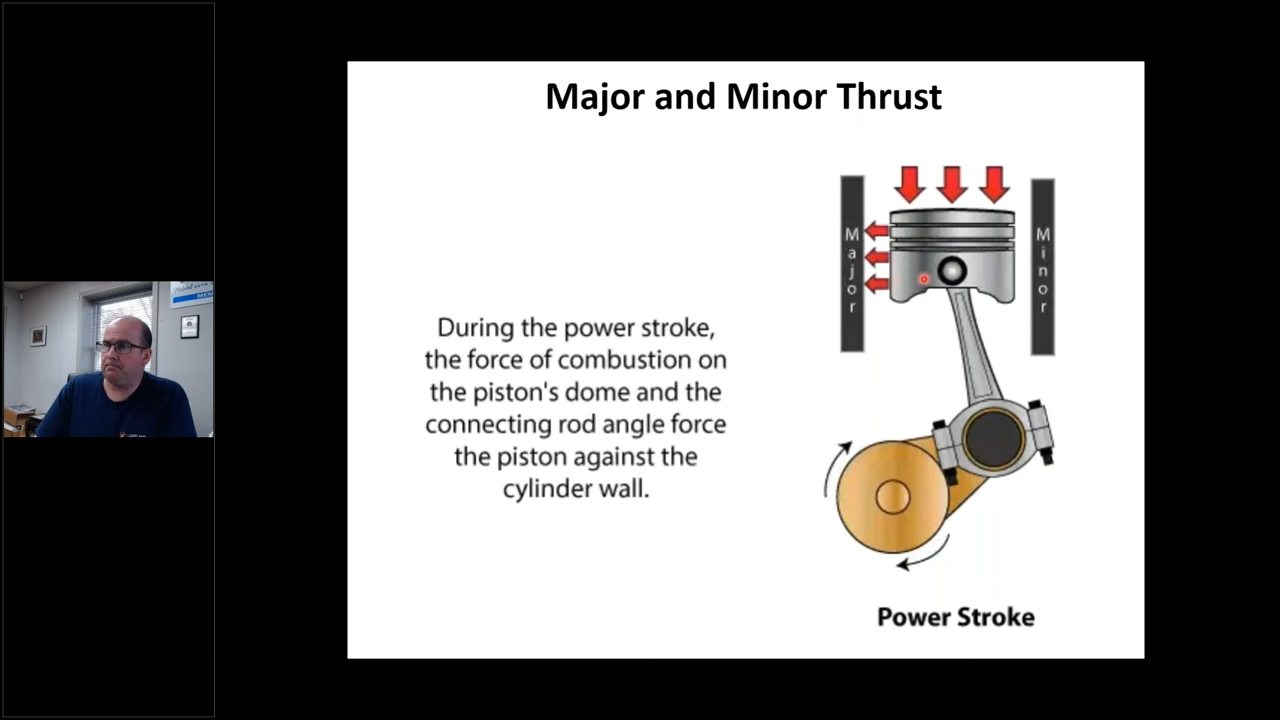 Major and Minor Thrust
Major
Minor
During the power stroke,
the force of combustion on
the piston's dome and the
connecting rod angle force
the piston against the
cylinder wall.
Power Stroke